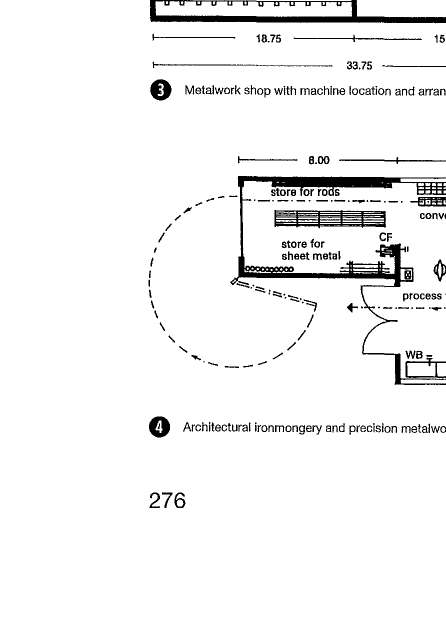 18.75
15
33.75
3 Metalwork shop with machine location and arran
8.00
store for rods
conve
CF
store for
sheet metal
process
WB
4 Architectural ironmongery and precision metalwo
276